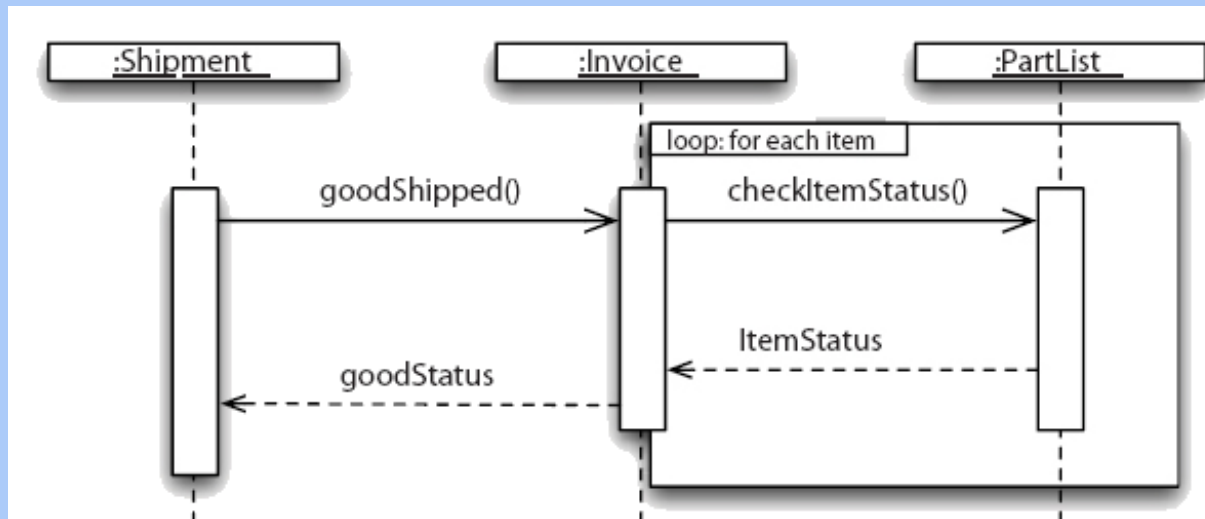 :Shipment
:Invoice
:PartList
loop: for each item
goodShipped()
checkItemStatus()
ItemStatus
goodStatus